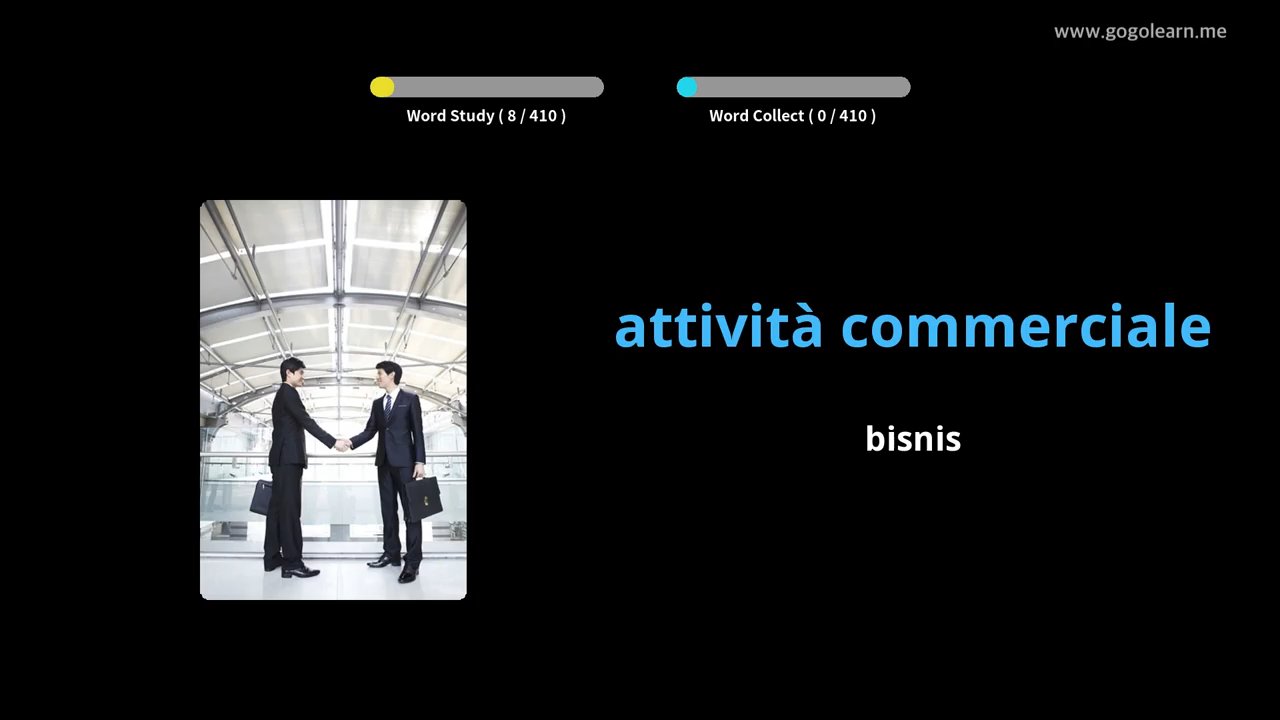 www.gogolearn.me
Word Study ( 8 / 410 )
Word Collect ( 0 / 410 )
attività commerciale
bisnis